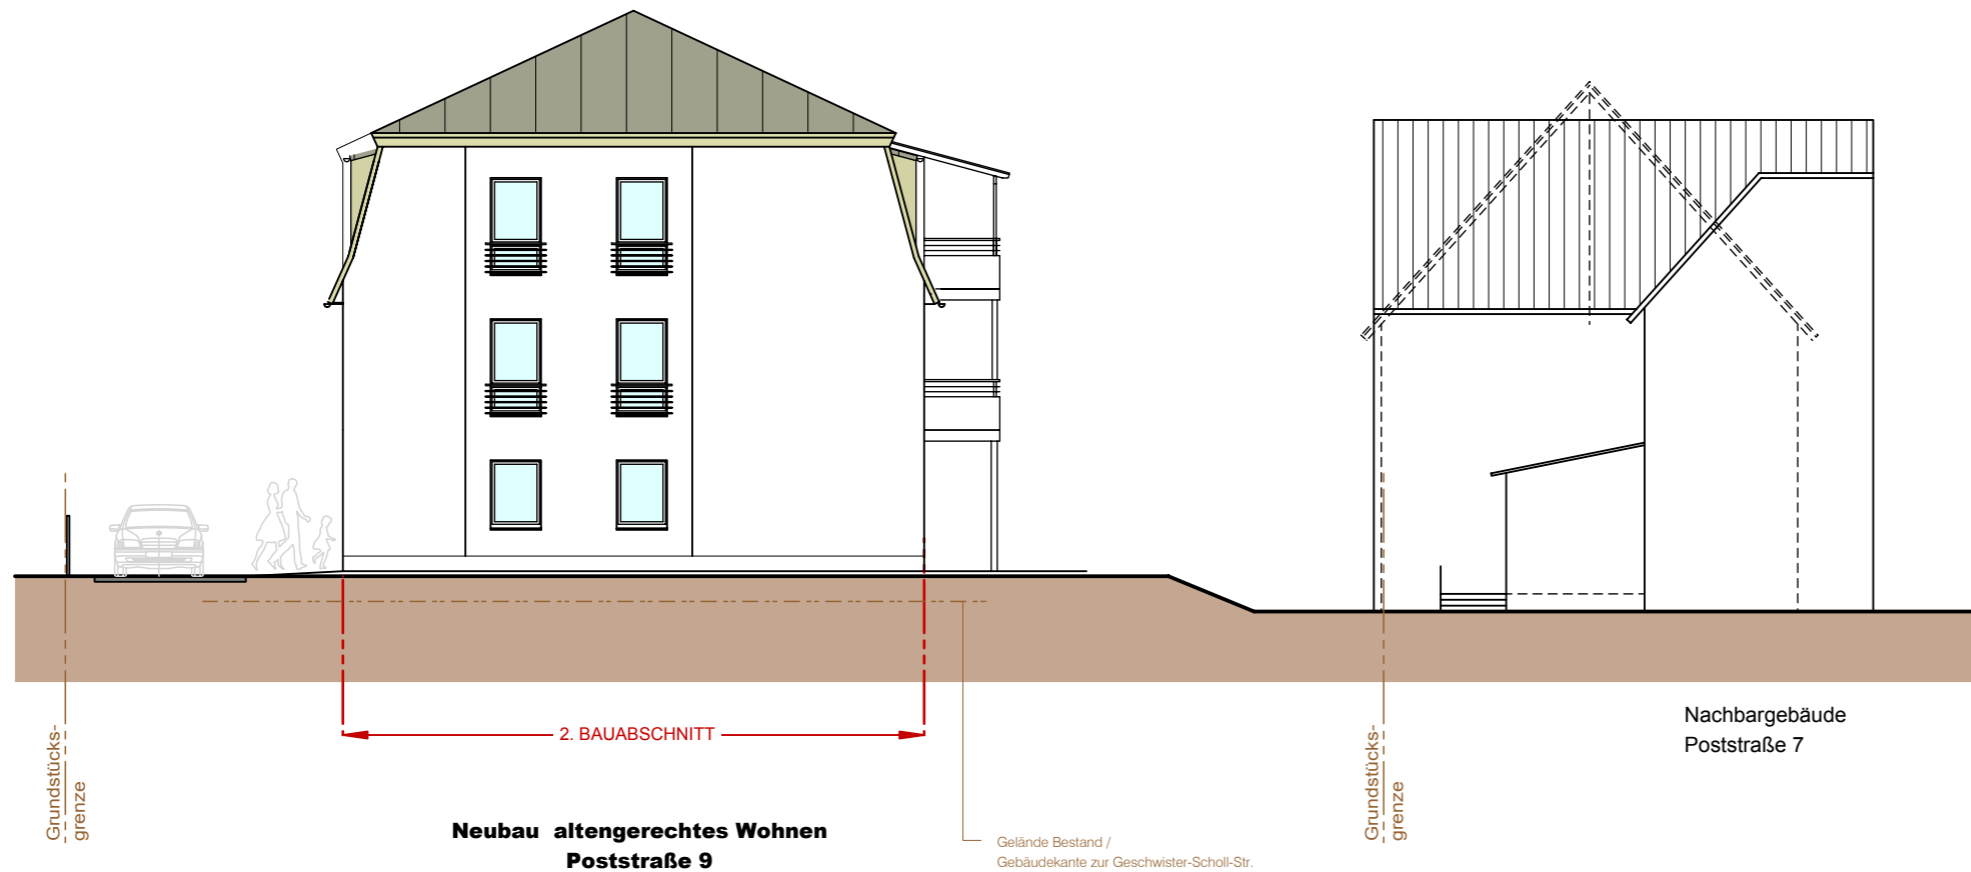 2. BAUABSCHNITT
Grundstücks-
grenze
Neubau altengerechtes Wohnen
Poststraße 9
Gelände Bestand /
Gebäudekante zur Geschwister-Scholl-Str.
Grundstücks-
grenze
Nachbargebäude
Poststraße 7